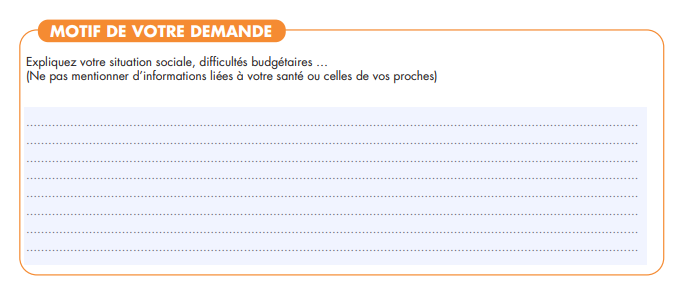 MOTIF DE VOTRE DEMANDE
Expliquez votre situation sociale, difficultés budgétaires ...
(Ne pas mentionner d’informations liées à votre santé ou celles de vos proches)